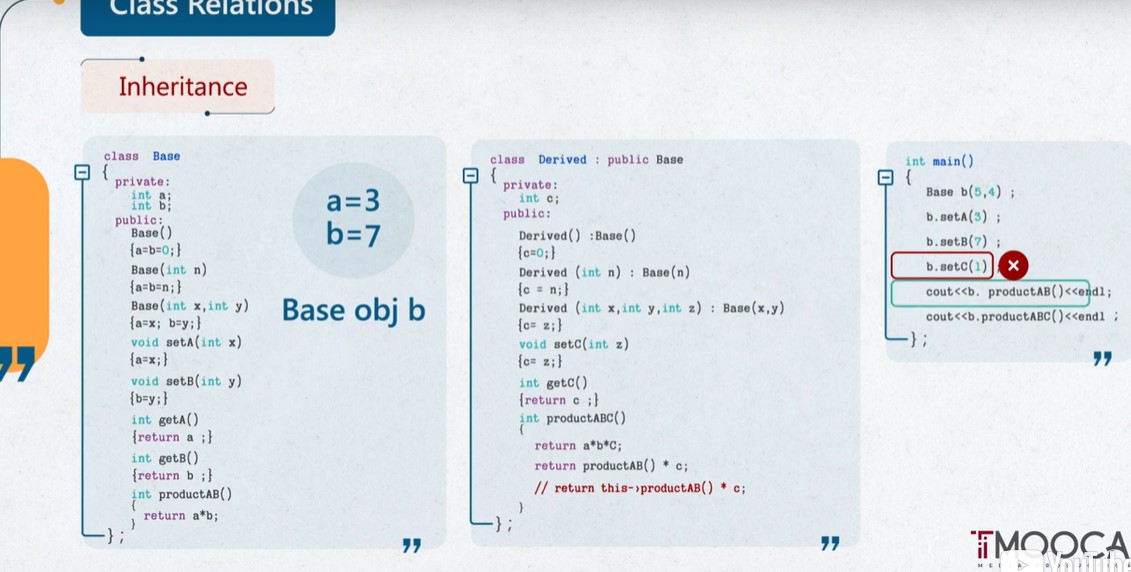 Class Relations
Inheritance
class Base
{
private:
int a;
int b;
public:
Base()
{a=b=0;}
Base(int n)
{a=b=n;}
Base(int x,int y)
{a=x; b=y;}
void setA(int x)
{a=x;}
void setB(int y)
{b=y;}
int getA()
{return a ;}
int getB()
{return b ;}
int productAB()
{
return a*b;
}
};
a=3
b=7
Base obj b
class Derived : public Base
{
private:
int c;
public:
Derived() :Base()
{c=0;}
Derived (int n) : Base(n)
{c = n;}
Derived (int x,int y,int z) : Base(x,y)
{c= z;}
void setC(int z)
{c= z;}
int getC()
{return c ;}
int productABC()
{
return a*b*C;
return productAB() * c;
// return this->productAB() * c;
}
};
int main()
{
Base b(5,4) ;
b.setA(3) ;
b.setB(7) ;
b.setC(1)
cout<<b. productAB()<<endl;
cout<<b.productABC()<<endl ;
};
TMOOCA
YouTube